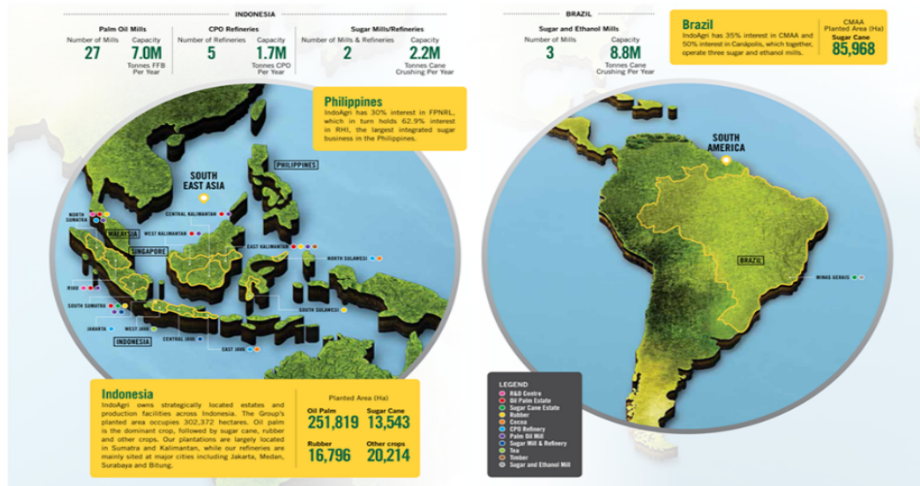 INDONESIA
Palm Oil Mills
Number of Mills Capacity
27 7.0M
Tonnes FFB
Per Year
CPO Refineries
Number of Refineries Capacity
5 1.7M
Tonnes CPO
Per Year
Sugar Mills/Refineries
Number of Mills & Refineries Capacity
2 2.2M
Tonnes Cane
Crushing Per Year
BRAZIL
Sugar and Ethanol Mills
Number of Mills Capacity
3 8.8M
Tonnes Cane
Crushing Per Year
Brazil
IndoAgri has 35% interest in CMAA and
50% interest in Canápolis, which together,
operate three sugar and ethanol mills.
CMAA
Planted Area (Ha)
Sugar Cane
85,968
Philippines
IndoAgri has 30% interest in FPNRL,
which in turn holds 62.9% interest
in RHI, the largest integrated sugar
business in the Philippines.
SOUTH
EAST ASIA
PHILIPPINES
NORTH
SUMATRA
CENTRAL KALIMANTAN
MALAYSIA
WEST KALIMANTAN
SINGAPORE
EAST KALIMANTAN
NORTH SULAWESI
RIAU
SOUTH SUMATRA
SOUTH SULAWESI
JAKARTA
WEST JAVA
INDONESIA
CENTRAL JAVA
EAST JAVA
SOUTH
AMERICA
BRAZIL
MINAS GERAIS
Indonesia
IndoAgri owns strategically located estates and
production facilities across Indonesia. The Group's
planted area occupies 302,372 hectares. Oil palm
is the dominant crop, followed by sugar cane, rubber
and other crops. Our plantations are largely located
in Sumatra and Kalimantan, while our refineries are
mainly sited at major cities including Jakarta, Medan,
Surabaya and Bitung.
Planted Area (Ha)
Oil Palm Sugar Cane
251,819 13,543
Rubber Other crops
16,796 20,214
LEGEND
R&D Centre
Oil Palm Estate
Sugar Cane Estate
Rubber
Cocoa
CPO Refinery
Palm Oil Mill
Sugar Mill & Refinery
Tea
Timber
Sugar and Ethanol Mill